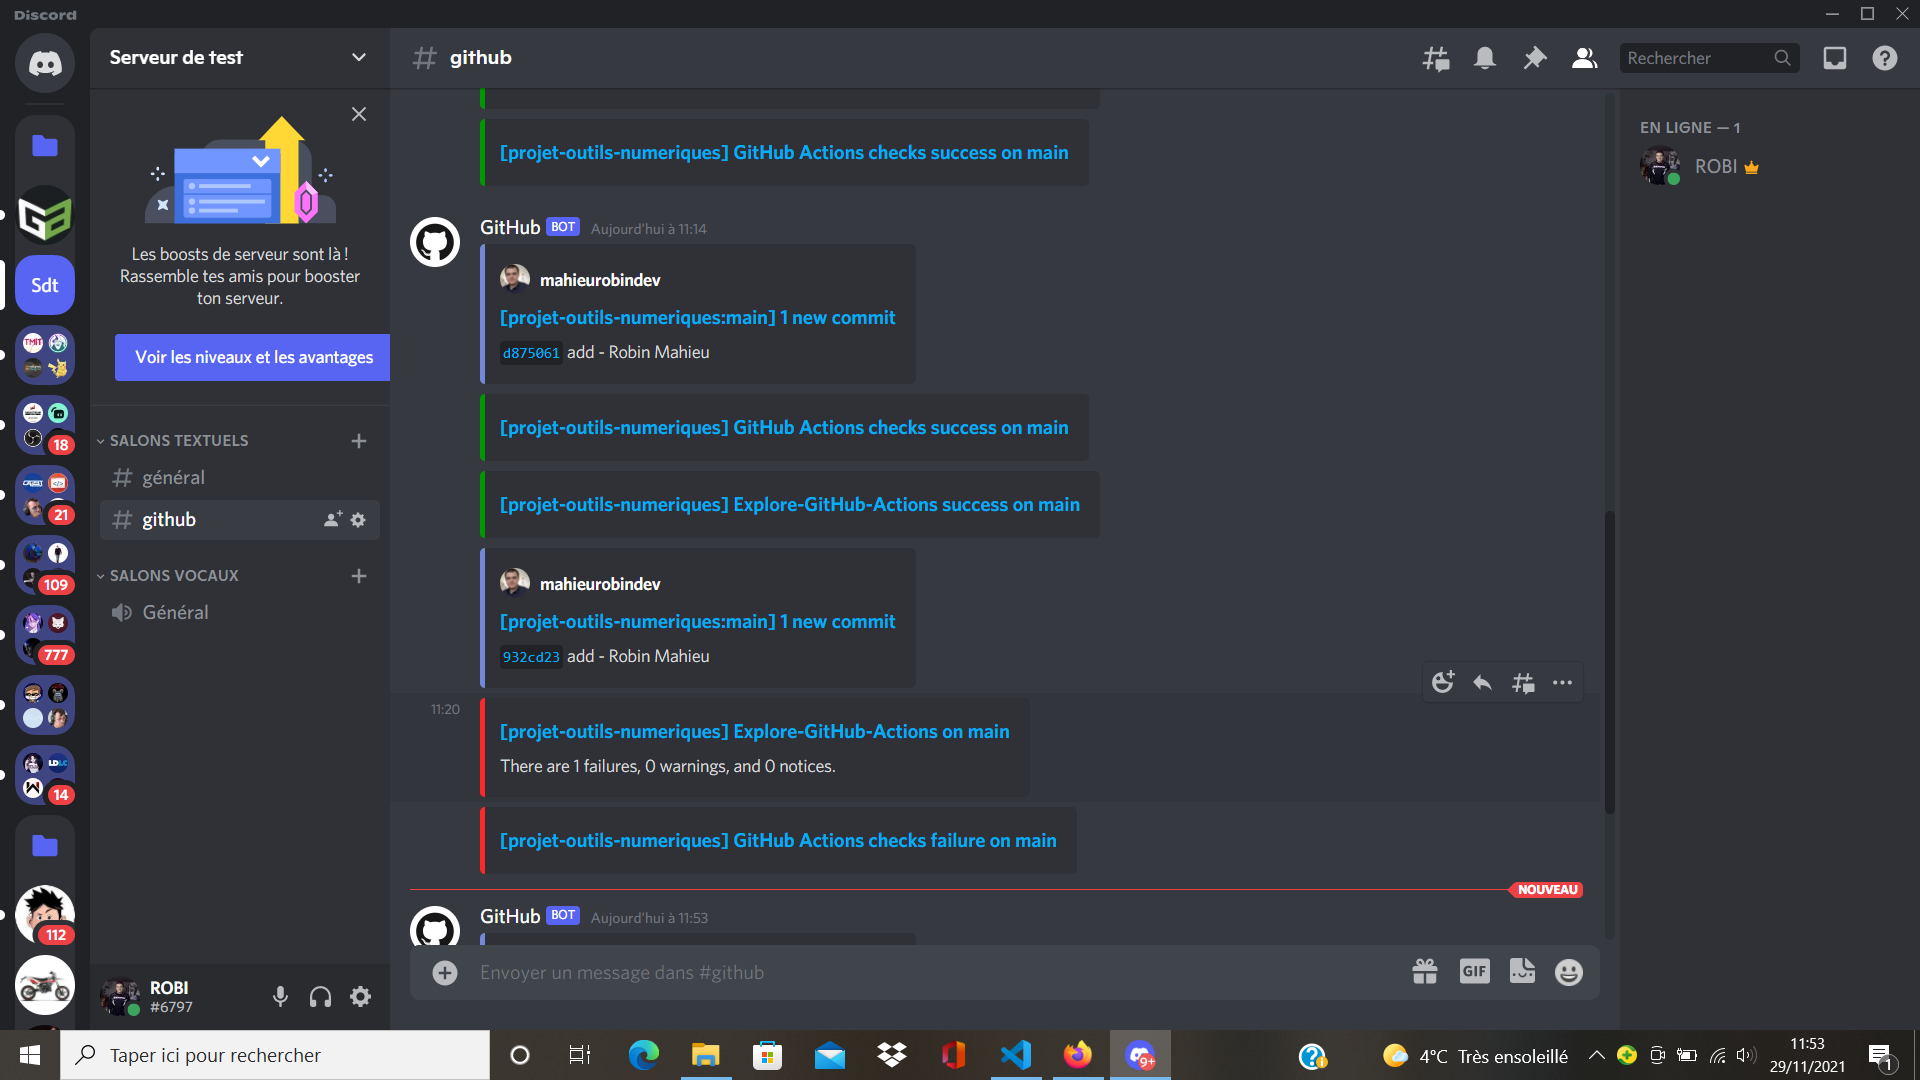 Discord
Serveur de test
Les boosts de serveur sont là !
Rassemble tes amis pour booster
ton serveur.
Voir les niveaux et les avantages
SALONS TEXTUELS
général
github
SALONS VOCAUX
Général
ROBI
#6797
Sdt
TMIT
18
21
109
777
LDLC
14
112
# github
Rechercher
[projet-outils-numeriques] GitHub Actions checks success on main
GitHub BOT Aujourd'hui à 11:14
mahieurobindev
[projet-outils-numeriques:main] 1 new commit
d875061 add - Robin Mahieu
[projet-outils-numeriques] GitHub Actions checks success on main
[projet-outils-numeriques] Explore-GitHub-Actions success on main
mahieurobindev
[projet-outils-numeriques:main] 1 new commit
932cd23 add - Robin Mahieu
11:20
[projet-outils-numeriques] Explore-GitHub-Actions on main
There are 1 failures, 0 warnings, and 0 notices.
[projet-outils-numeriques] GitHub Actions checks failure on main
NOUVEAU
GitHub BOT Aujourd'hui à 11:53
Envoyer un message dans #github
GIF
EN LIGNE — 1
ROBI
Taper ici pour rechercher
9+
4°C Très ensoleillé
11:53
29/11/2021
1